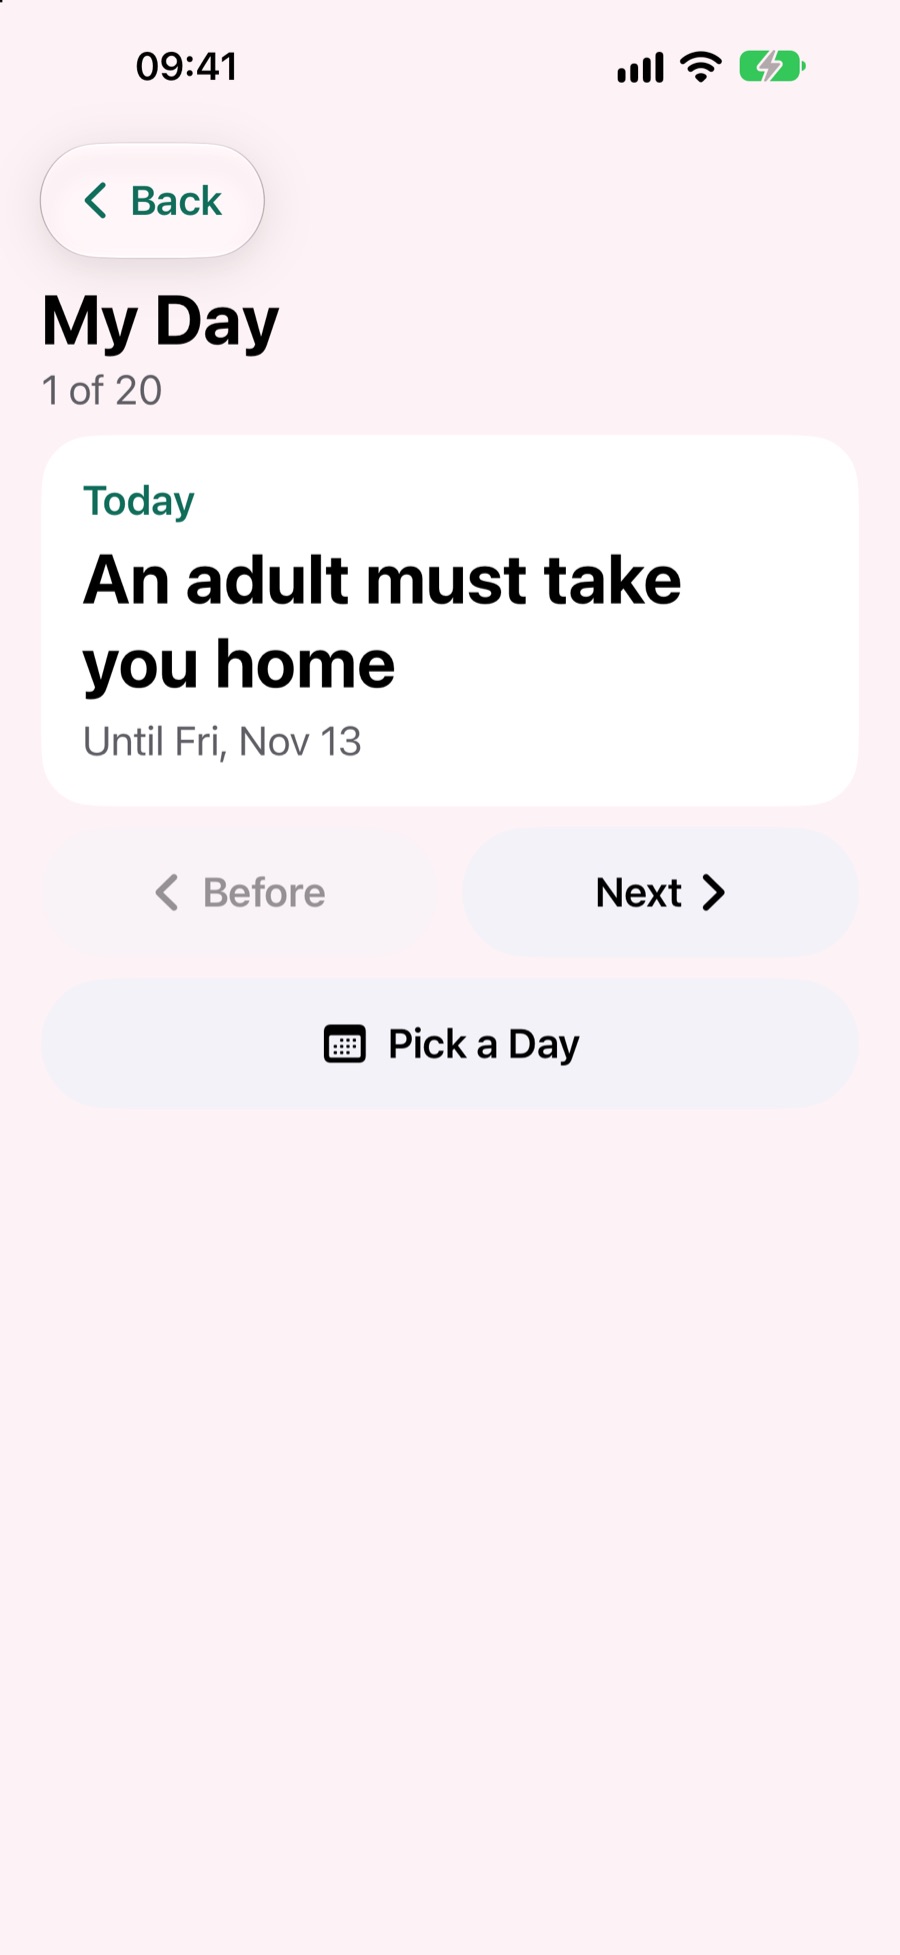 09:41
Back
My Day
1 of 20
Today
An adult must take
you home
Until Fri, Nov 13
Before
Next
Pick a Day